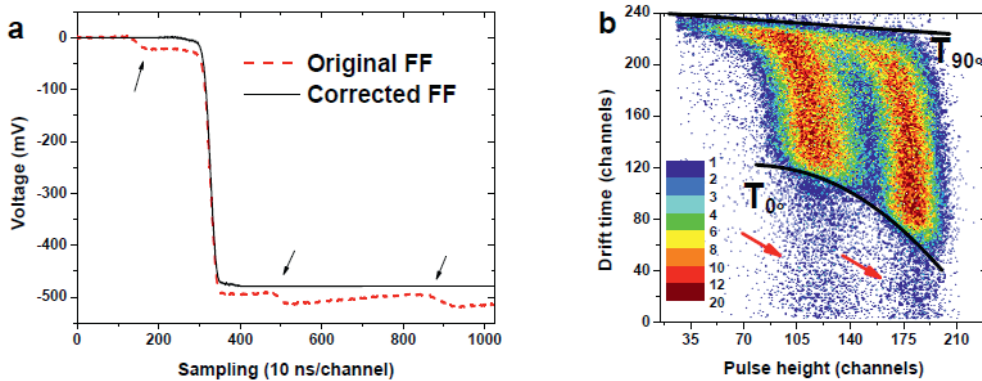 a
Original FF
Corrected FF
Voltage (mV)
0
-100
-200
-300
-400
-500
0 200 400 600 800 1000
Sampling (10 ns/channel)
b
T90°
T0°
1
2
3
4
6
8
10
12
20
Drift time (channels)
240
200
160
120
80
40
0
35 70 105 140 175 210
Pulse height (channels)